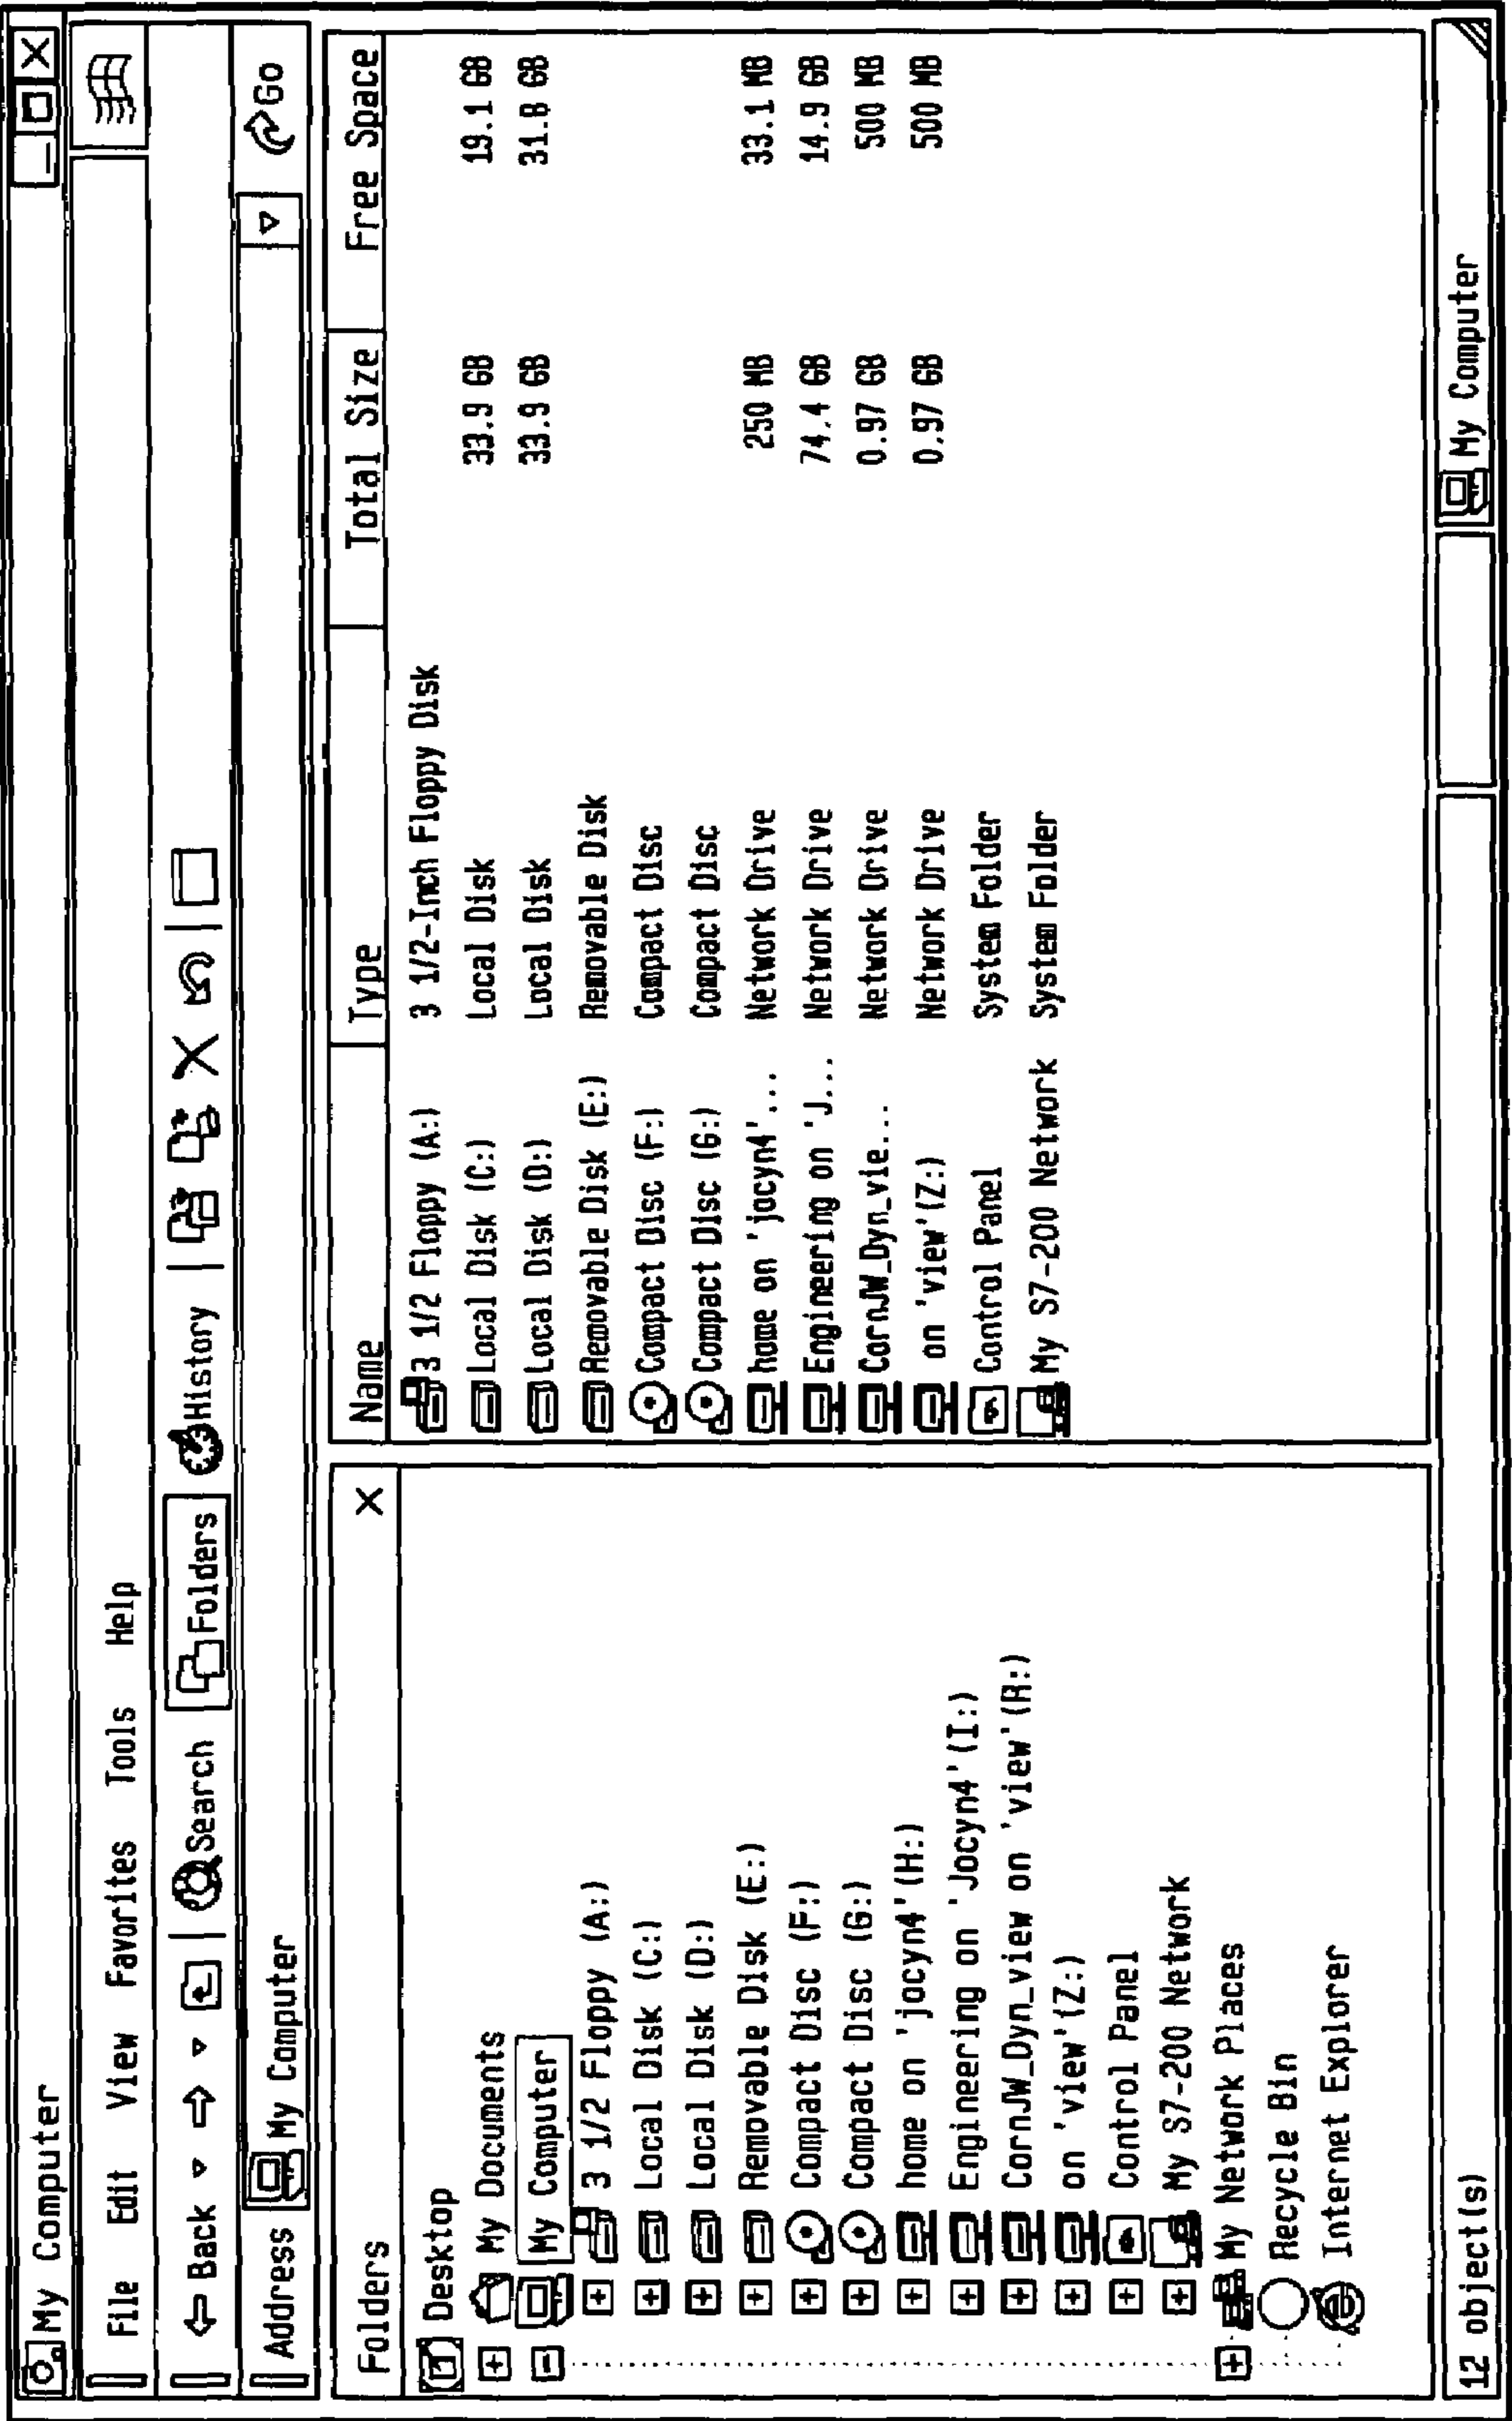 My Computer
File Edit View Favorites Tools Help
Back Search Folders History
Address My Computer Go
Folders X
Desktop
My Documents
My Computer
3 1/2 Floppy (A:)
Local Disk (C:)
Local Disk (D:)
Removable Disk (E:)
Compact Disc (F:)
Compact Disc (G:)
home on 'jocyn4'(H:)
Engineering on 'Jocyn4'(I:)
CornJW_Dyn_view on 'view'(R:)
on 'view'(Z:)
Control Panel
My S7-200 Network
My Network Places
Recycle Bin
Internet Explorer
Name Type Total Size Free Space
3 1/2 Floppy (A:) 3 1/2-Inch Floppy Disk
Local Disk (C:) Local Disk 33.9 GB 19.1 GB
Local Disk (D:) Local Disk 33.9 GB 31.8 GB
Removable Disk (E:) Removable Disk
Compact Disc (F:) Compact Disc
Compact Disc (G:) Compact Disc
home on 'jocyn4'... Network Drive 250 MB 33.1 MB
Engineering on 'J... Network Drive 74.4 GB 14.9 GB
CornJW_Dyn_vie... Network Drive 0.97 GB 500 MB
on 'view'(Z:) Network Drive 0.97 GB 500 MB
Control Panel System Folder
My S7-200 Network System Folder
12 object(s) My Computer